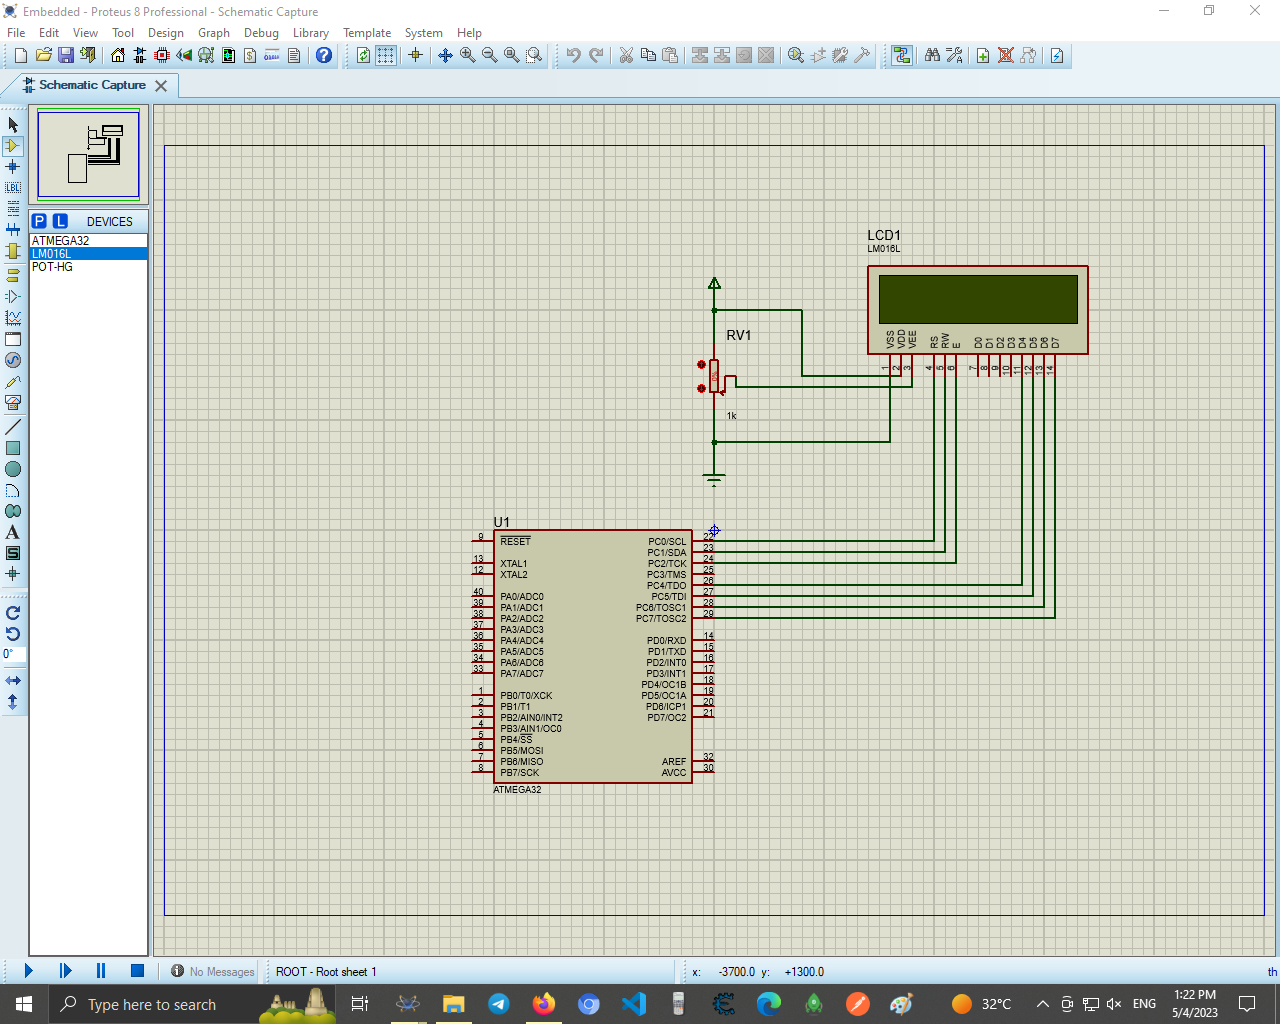 Embedded - Proteus 8 Professional - Schematic Capture
File Edit View Tool Design Graph Debug Library Template System Help
Schematic Capture
P L DEVICES
ATMEGA32
LM016L
POT-HG
LBL
A
S
0°
LCD1
LM016L
VSS VDD VEE RS RW E D0 D1 D2 D3 D4 D5 D6 D7
1 2 3 4 5 6 7 8 9 10 11 12 13 14
RV1
1k
U1
9 RESET PC0/SCL 22
PC1/SDA 23
13 XTAL1 PC2/TCK 24
12 XTAL2 PC3/TMS 25
PC4/TDO 26
40 PA0/ADC0 PC5/TDI 27
39 PA1/ADC1 PC6/TOSC1 28
38 PA2/ADC2 PC7/TOSC2 29
37 PA3/ADC3
36 PA4/ADC4 PD0/RXD 14
35 PA5/ADC5 PD1/TXD 15
34 PA6/ADC6 PD2/INT0 16
33 PA7/ADC7 PD3/INT1 17
PD4/OC1B 18
1 PB0/T0/XCK PD5/OC1A 19
2 PB1/T1 PD6/ICP1 20
3 PB2/AIN0/INT2 PD7/OC2 21
4 PB3/AIN1/OC0
5 PB4/SS
6 PB5/MOSI
7 PB6/MISO AREF 32
8 PB7/SCK AVCC 30
ATMEGA32
No Messages ROOT - Root sheet 1 x: -3700.0 y: +1300.0 th
Type here to search 32°C ENG 1:22 PM
5/4/2023